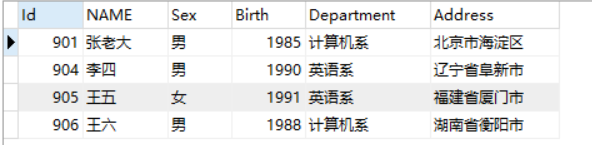 Id NAME Sex Birth Department Address
901 张老大 男 1985 计算机系 北京市海淀区
904 李四 男 1990 英语系 辽宁省阜新市
905 王五 女 1991 英语系 福建省厦门市
906 王六 男 1988 计算机系 湖南省衡阳市